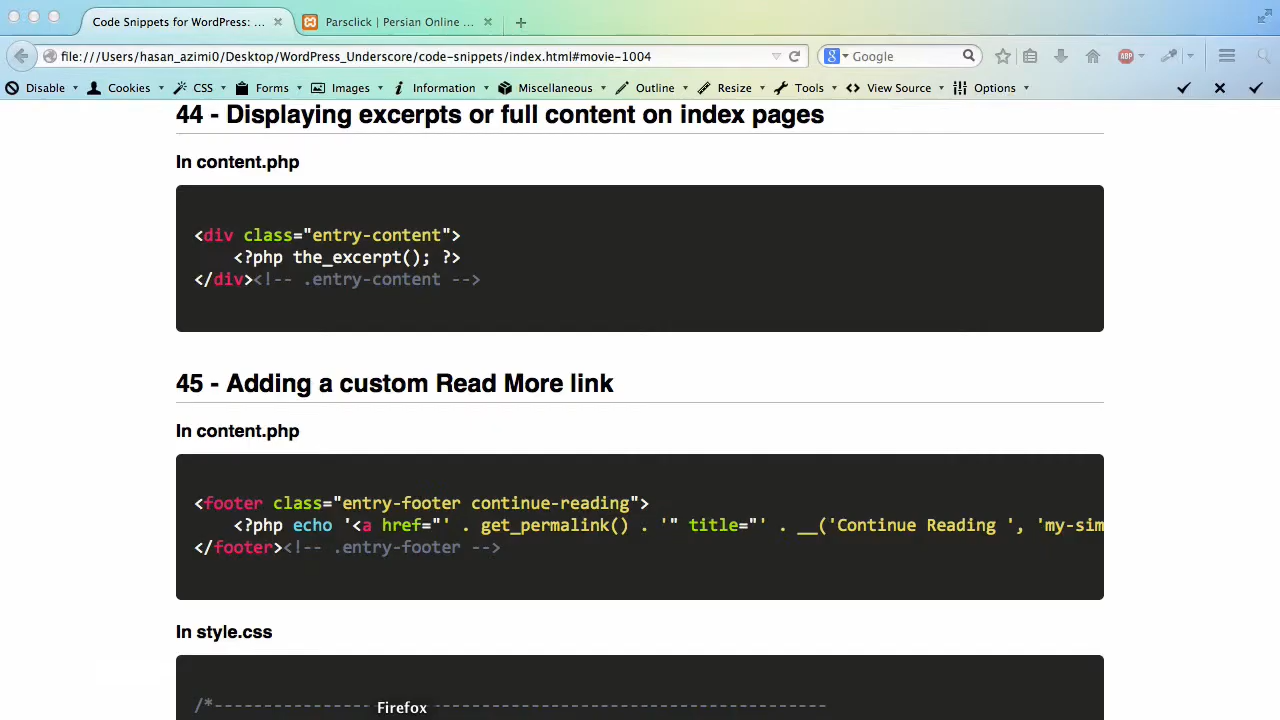 Code Snippets for WordPress: ...
Parsclick | Persian Online ...
file:///Users/hasan_azimi0/Desktop/WordPress_Underscore/code-snippets/index.html#movie-1004
Google
Disable Cookies CSS Forms Images Information Miscellaneous Outline Resize Tools View Source Options
44 - Displaying excerpts or full content on index pages
In content.php
<div class="entry-content">
<?php the_excerpt(); ?>
</div><!-- .entry-content -->
45 - Adding a custom Read More link
In content.php
<footer class="entry-footer continue-reading">
<?php echo '<a href="' . get_permalink() . '" title="' . __('Continue Reading ', 'my-sim
</footer><!-- .entry-footer -->
In style.css
/*--------------- Firefox ----------------------------------------